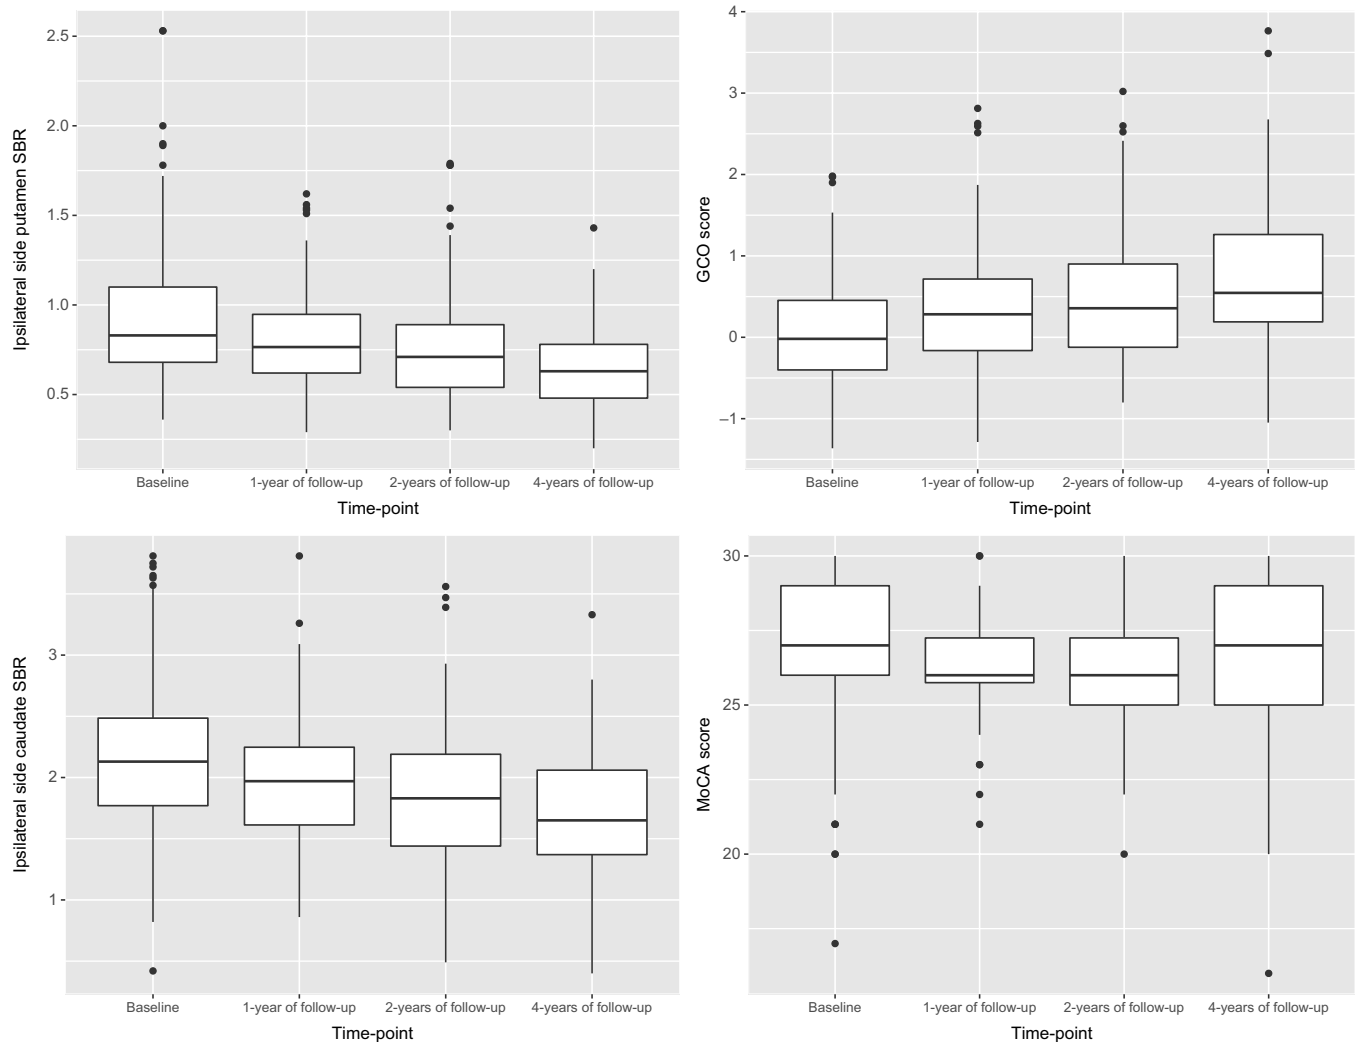 Ipsilateral side putamen SBR
2.5
2.0
1.5
1.0
0.5
Baseline 1-year of follow-up 2-years of follow-up 4-years of follow-up
Time-point
GCO score
4
3
2
1
0
–1
Baseline 1-year of follow-up 2-years of follow-up 4-years of follow-up
Time-point
Ipsilateral side caudate SBR
3
2
1
Baseline 1-year of follow-up 2-years of follow-up 4-years of follow-up
Time-point
MoCA score
30
25
20
Baseline 1-year of follow-up 2-years of follow-up 4-years of follow-up
Time-point